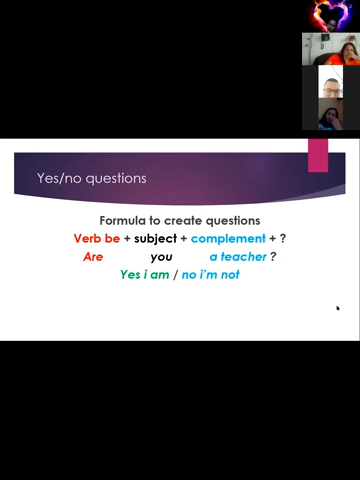 Yes/no questions
Formula to create questions
Verb be + subject + complement + ?
Are you a teacher ?
Yes i am / no i'm not